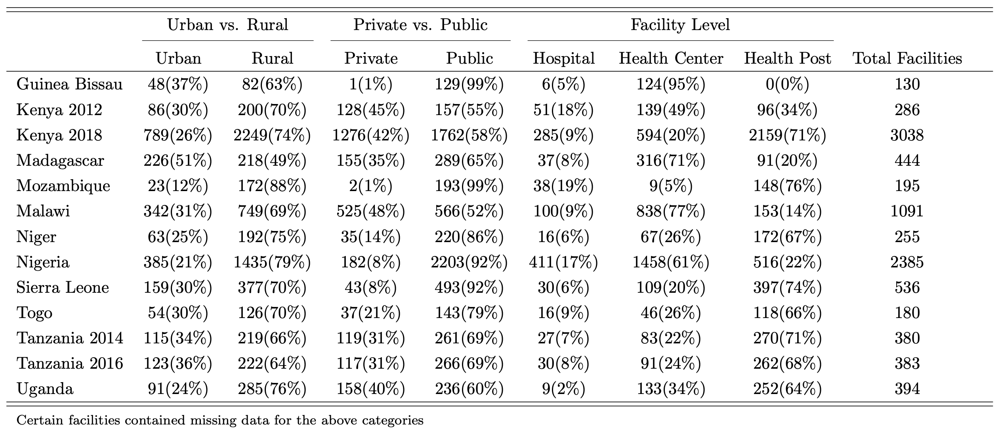 Urban vs. Rural Private vs. Public Facility Level
Urban Rural Private Public Hospital Health Center Health Post Total Facilities
Guinea Bissau 48(37%) 82(63%) 1(1%) 129(99%) 6(5%) 124(95%) 0(0%) 130
Kenya 2012 86(30%) 200(70%) 128(45%) 157(55%) 51(18%) 139(49%) 96(34%) 286
Kenya 2018 789(26%) 2249(74%) 1276(42%) 1762(58%) 285(9%) 594(20%) 2159(71%) 3038
Madagascar 226(51%) 218(49%) 155(35%) 289(65%) 37(8%) 316(71%) 91(20%) 444
Mozambique 23(12%) 172(88%) 2(1%) 193(99%) 38(19%) 9(5%) 148(76%) 195
Malawi 342(31%) 749(69%) 525(48%) 566(52%) 100(9%) 838(77%) 153(14%) 1091
Niger 63(25%) 192(75%) 35(14%) 220(86%) 16(6%) 67(26%) 172(67%) 255
Nigeria 385(21%) 1435(79%) 182(8%) 2203(92%) 411(17%) 1458(61%) 516(22%) 2385
Sierra Leone 159(30%) 377(70%) 43(8%) 493(92%) 30(6%) 109(20%) 397(74%) 536
Togo 54(30%) 126(70%) 37(21%) 143(79%) 16(9%) 46(26%) 118(66%) 180
Tanzania 2014 115(34%) 219(66%) 119(31%) 261(69%) 27(7%) 83(22%) 270(71%) 380
Tanzania 2016 123(36%) 222(64%) 117(31%) 266(69%) 30(8%) 91(24%) 262(68%) 383
Uganda 91(24%) 285(76%) 158(40%) 236(60%) 9(2%) 133(34%) 252(64%) 394
Certain facilities contained missing data for the above categories